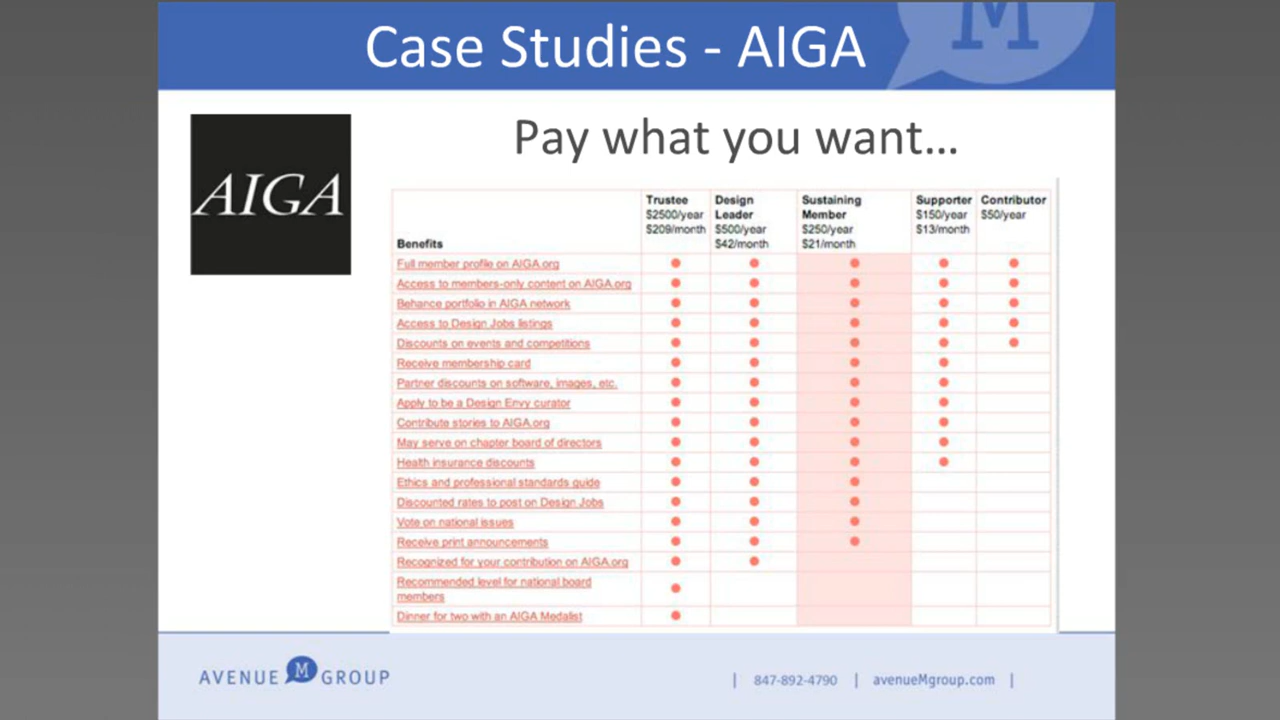 M
Case Studies - AIGA
AIGA
Pay what you want…
Benefits
Trustee
$2500/year
$209/month
Design
Leader
$500/year
$42/month
Sustaining
Member
$250/year
$21/month
Supporter
$150/year
$13/month
Contributor
$50/year
Full member profile on AIGA.org
Access to members-only content on AIGA.org
Behance portfolio in AIGA network
Access to Design Jobs listings
Discounts on events and competitions
Receive membership card
Partner discounts on software, images, etc.
Apply to be a Design Envy curator
Contribute stories to AIGA.org
May serve on chapter board of directors
Health insurance discounts
Ethics and professional standards guide
Discounted rates to post on Design Jobs
Vote on national issues
Receive print announcements
Recognized for your contribution on AIGA.org
Recommended level for national board
members
Dinner for two with an AIGA Medalist
AVENUE M GROUP
| 847-892-4790 | avenueMgroup.com |